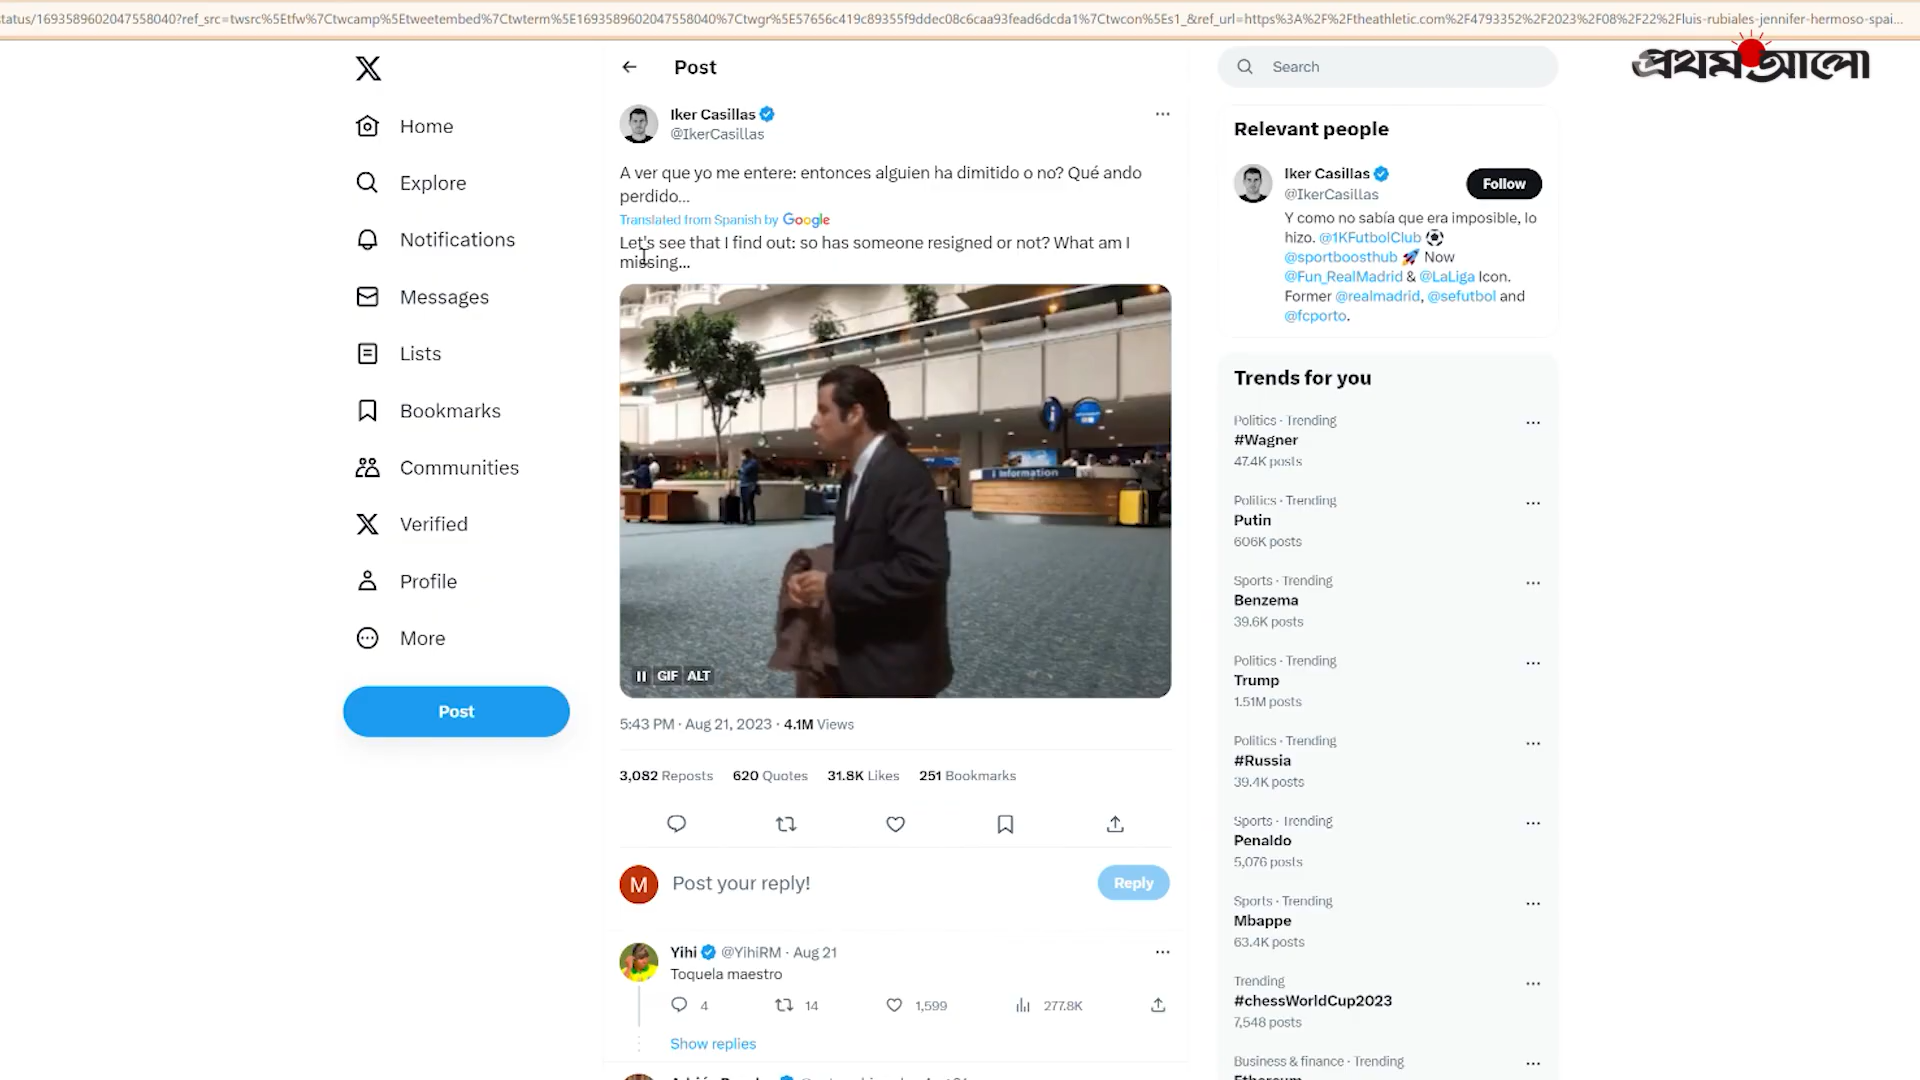 status/1693589602047558040?ref_src=twsrc%5Etfw%7Ctwcamp%5Etweetembed%7Ctwterm%5E1693589602047558040%7Ctwgr%5E57656c419c89355f9ddec08c6caa93fead6dcda1%7Ctwcon%5Es1_&ref_url=https%3A%2F%2Ftheathletic.com%2F4793352%2F2023%2F08%2F22%2Fluis-rubiales-jennifer-hermoso-spai...
প্রথম আলো
Home
Explore
Notifications
Messages
Lists
Bookmarks
Communities
Verified
Profile
More
Post
Post
Iker Casillas
@IkerCasillas
A ver que yo me entere: entonces alguien ha dimitido o no? Qué ando
perdido...
Translated from Spanish by Google
Let's see that I find out: so has someone resigned or not? What am I
missing...
Information
GIF ALT
5:43 PM · Aug 21, 2023 · 4.1M Views
3,082 Reposts 620 Quotes 31.8K Likes 251 Bookmarks
M
Post your reply!
Reply
Yihi @YihiRM · Aug 21
Toquela maestro
4 14 1,599 277.8K
Show replies
Search
Relevant people
Iker Casillas
@IkerCasillas
Follow
Y como no sabía que era imposible, lo
hizo. @1KFutbolClub
@sportboosthub Now
@Fun_RealMadrid & @LaLiga Icon.
Former @realmadrid, @sefutbol and
@fcporto.
Trends for you
Politics · Trending
#Wagner
47.4K posts
Politics · Trending
Putin
606K posts
Sports · Trending
Benzema
39.6K posts
Politics · Trending
Trump
1.51M posts
Politics · Trending
#Russia
39.4K posts
Sports · Trending
Penaldo
5,076 posts
Sports · Trending
Mbappe
63.4K posts
Trending
#chessWorldCup2023
7,548 posts
Business & finance · Trending